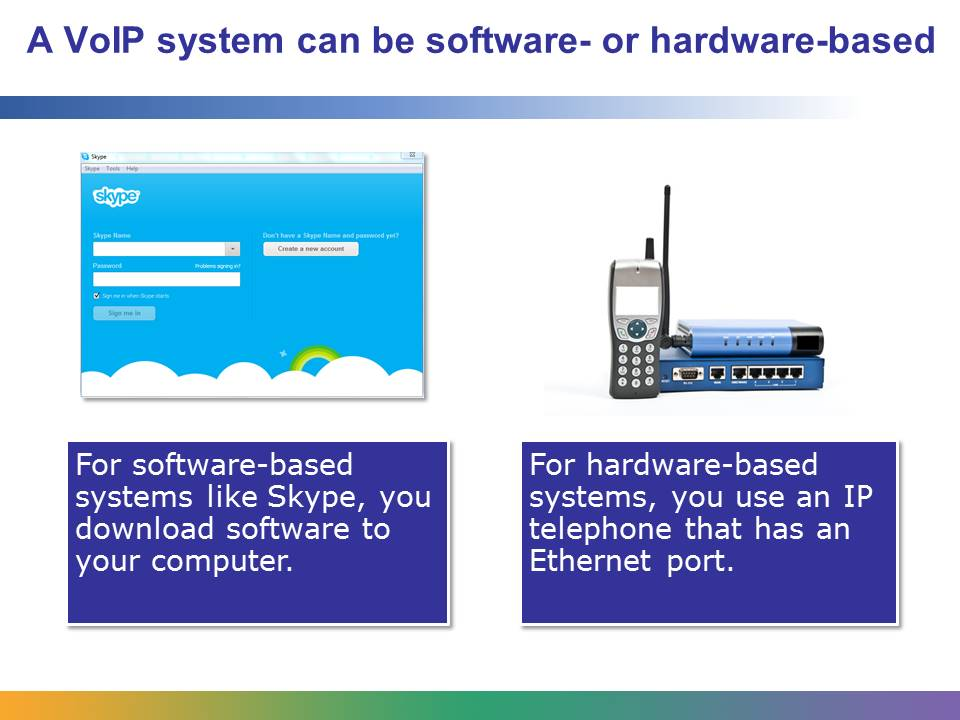 A VoIP system can be software- or hardware-based
Skype
Skype Tools Help
skype
Skype Name
Don't have a Skype Name and password yet?
Create a new account
Password
Problems signing in?
Sign me in when Skype starts
Sign me in
For software-based
systems like Skype, you
download software to
your computer.
For hardware-based
systems, you use an IP
telephone that has an
Ethernet port.